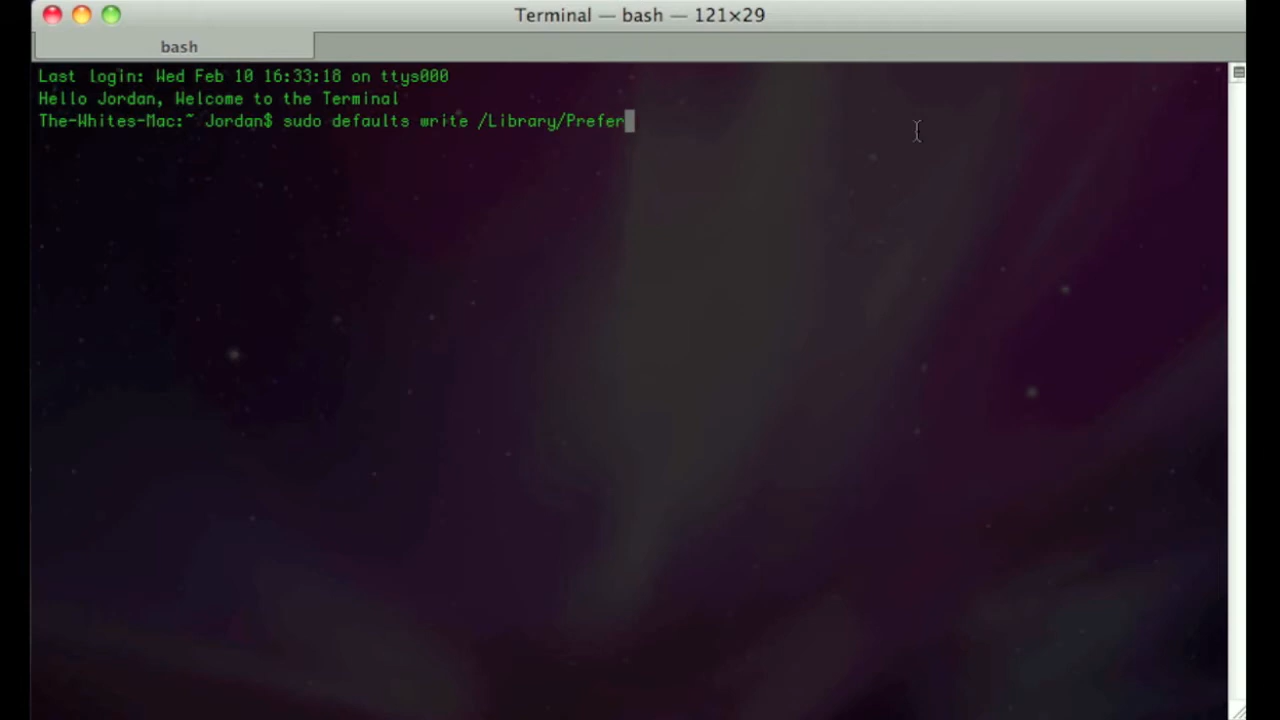 Terminal — bash — 121×29
bash
Last login: Wed Feb 10 16:33:18 on ttys000
Hello Jordan, Welcome to the Terminal
The-Whites-Mac:~ Jordan$ sudo defaults write /Library/Prefer